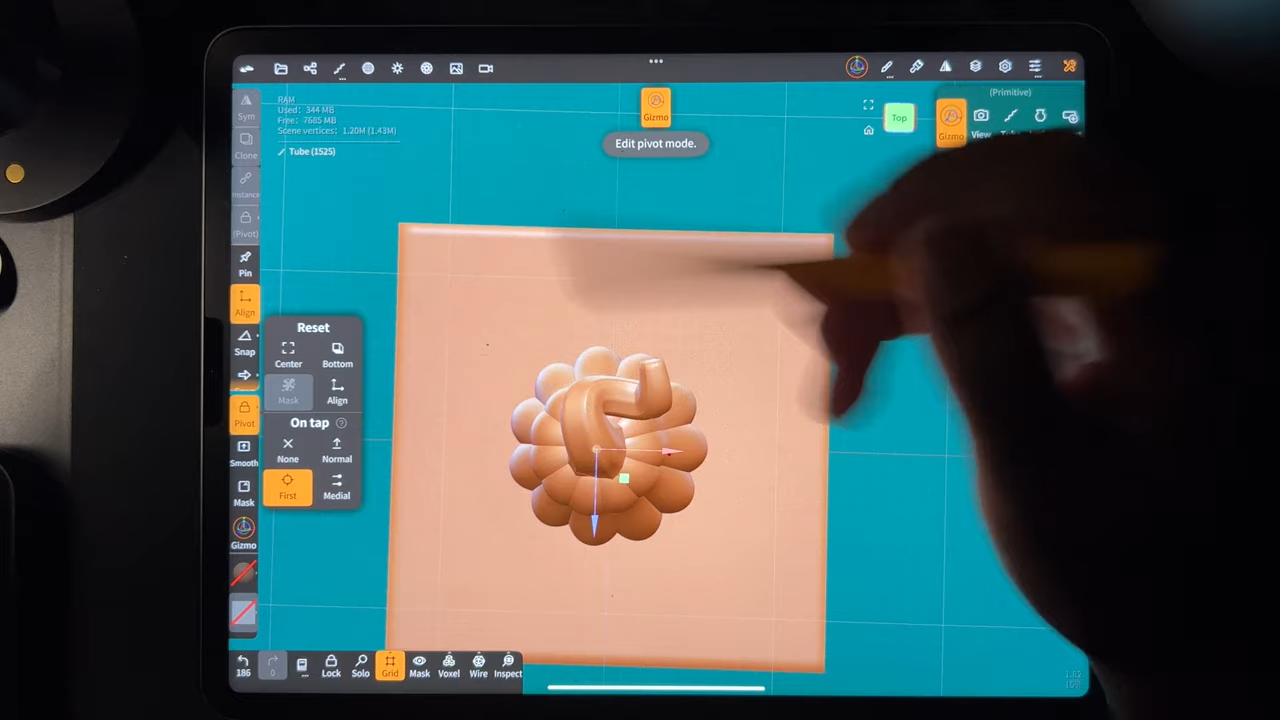 RAM
Used: 344 MB
Free: 7685 MB
Scene vertices: 1.20M (1.43M)
Tube (1525)
Gizmo
Edit pivot mode.
Top
(Primitive)
Gizmo
View
Sym
Clone
Instance
(Pivot)
Pin
Align
Snap
Pivot
Smooth
Mask
Gizmo
Reset
Center
Bottom
Mask
Align
On tap ?
None
Normal
First
Medial
186
0
Lock
Solo
Grid
Mask
Voxel
Wire
Inspect